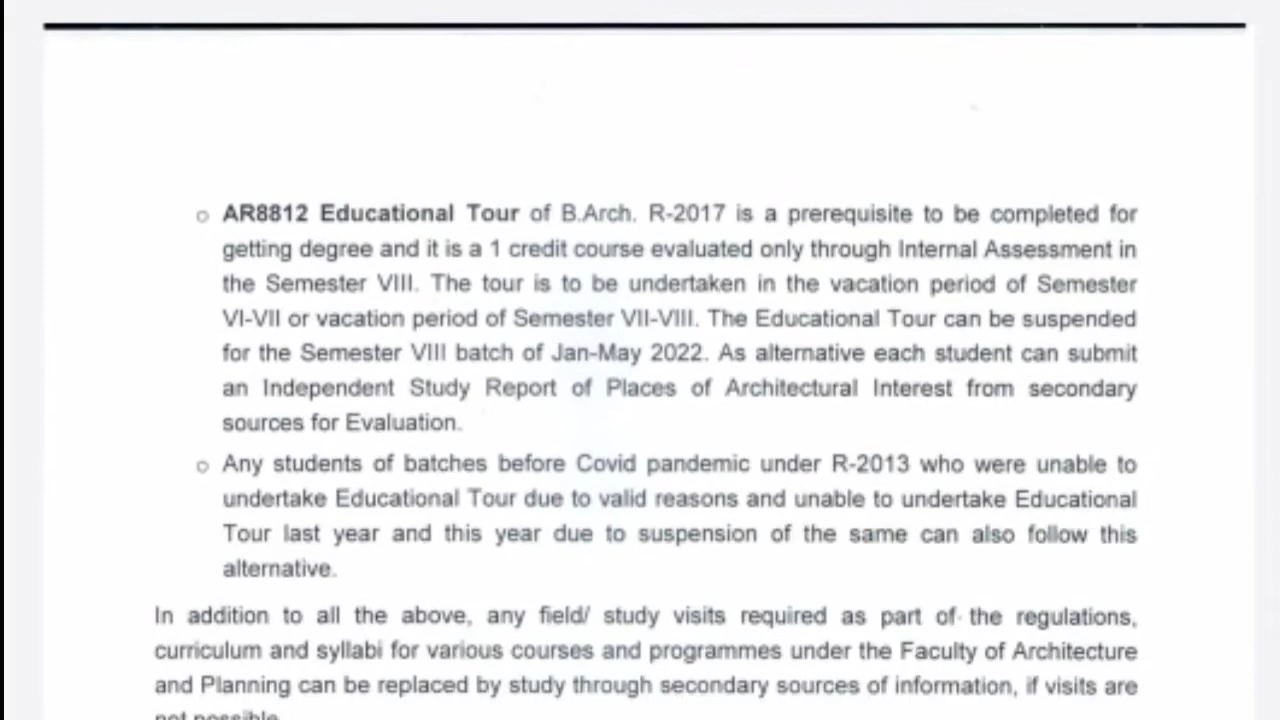 o AR8812 Educational Tour of B.Arch. R-2017 is a prerequisite to be completed for
getting degree and it is a 1 credit course evaluated only through Internal Assessment in
the Semester VIII. The tour is to be undertaken in the vacation period of Semester
VI-VII or vacation period of Semester VII-VIII. The Educational Tour can be suspended
for the Semester VIII batch of Jan-May 2022. As alternative each student can submit
an Independent Study Report of Places of Architectural Interest from secondary
sources for Evaluation.
o Any students of batches before Covid pandemic under R-2013 who were unable to
undertake Educational Tour due to valid reasons and unable to undertake Educational
Tour last year and this year due to suspension of the same can also follow this
alternative.
In addition to all the above, any field/ study visits required as part of the regulations,
curriculum and syllabi for various courses and programmes under the Faculty of Architecture
and Planning can be replaced by study through secondary sources of information, if visits are
not possible.